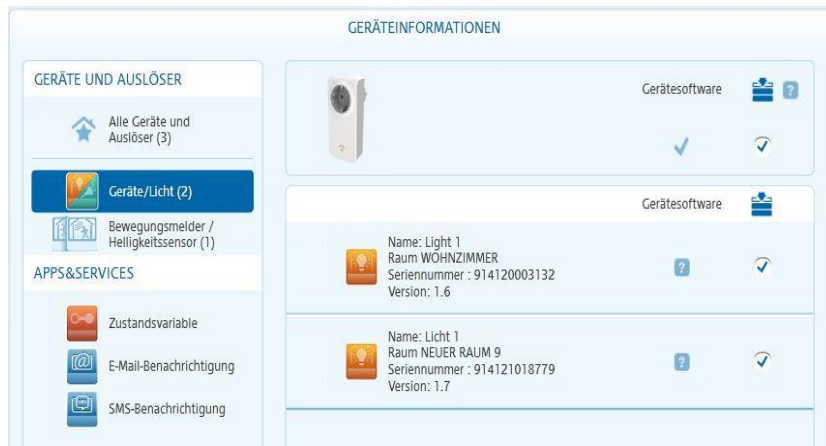 GERÄTEINFORMATIONEN
GERÄTE UND AUSLÖSER
Alle Geräte und
Auslöser (3)
Geräte/Licht (2)
Bewegungsmelder /
Helligkeitssensor (1)
APPS&SERVICES
Zustandsvariable
E-Mail-Benachrichtigung
SMS-Benachrichtigung
Gerätesoftware
?
Gerätesoftware
Name: Light 1
Raum WOHNZIMMER
Seriennummer : 914120003132
Version: 1.6
?
Name: Licht 1
Raum NEUER RAUM 9
Seriennummer : 914121018779
Version: 1.7
?